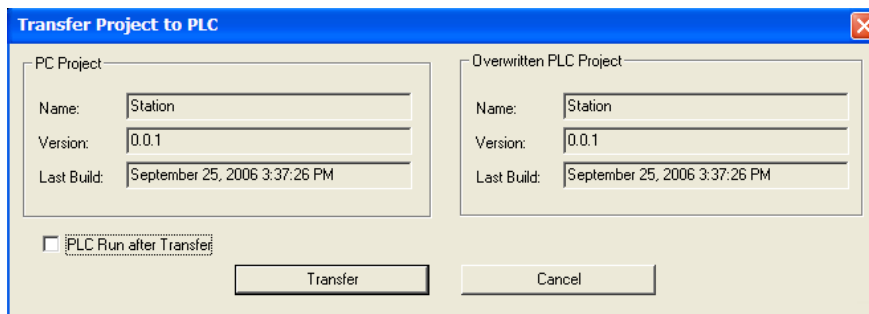 Transfer Project to PLC
PC Project
Name: Station
Version: 0.0.1
Last Build: September 25, 2006 3:37:26 PM
Overwritten PLC Project
Name: Station
Version: 0.0.1
Last Build: September 25, 2006 3:37:26 PM
PLC Run after Transfer
Transfer
Cancel